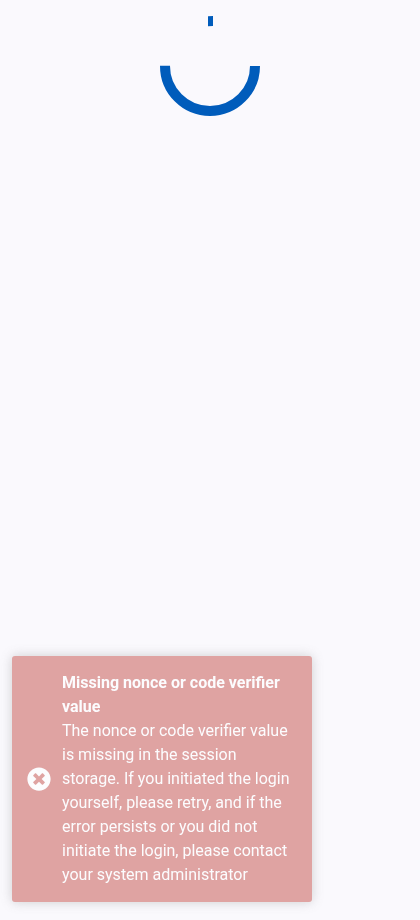 Missing nonce or code verifier
value
The nonce or code verifier value
is missing in the session
storage. If you initiated the login
yourself, please retry, and if the
error persists or you did not
initiate the login, please contact
your system administrator